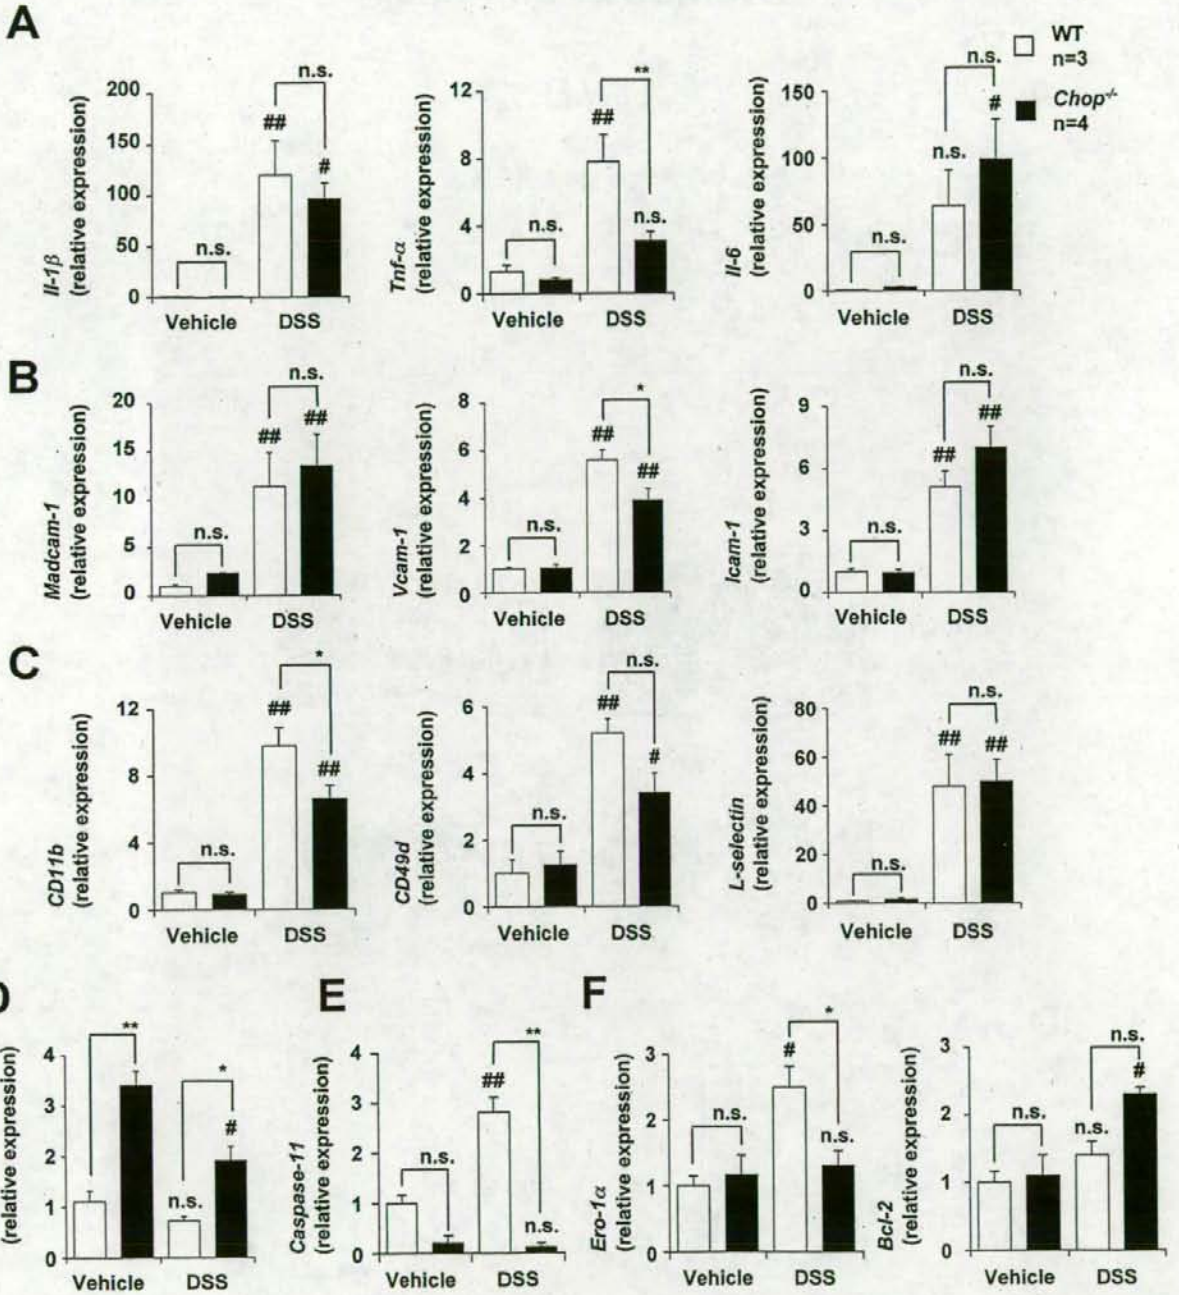 A
WT
n=3
Chop-/-
n=4
Il-1β
(relative expression)
200
150
100
50
0
n.s.
##
#
n.s.
Vehicle DSS
Tnf-α
(relative expression)
12
8
4
0
**
##
n.s.
n.s.
Vehicle DSS
Il-6
(relative expression)
150
100
50
0
n.s.
#
n.s.
n.s.
Vehicle DSS
B
Madcam-1
(relative expression)
20
15
10
5
0
n.s.
##
##
n.s.
Vehicle DSS
Vcam-1
(relative expression)
8
6
4
2
0
*
##
##
n.s.
Vehicle DSS
Icam-1
(relative expression)
9
6
3
0
n.s.
##
##
n.s.
Vehicle DSS
C
CD11b
(relative expression)
12
8
4
0
*
##
##
n.s.
Vehicle DSS
CD49d
(relative expression)
6
4
2
0
n.s.
##
#
n.s.
Vehicle DSS
L-selectin
(relative expression)
80
60
40
20
0
n.s.
##
##
n.s.
Vehicle DSS
(relative expression)
4
3
2
1
0
**
*
#
n.s.
Vehicle DSS
E
Caspase-11
(relative expression)
4
3
2
1
0
**
##
n.s.
n.s.
Vehicle DSS
F
Ero-1α
(relative expression)
3
2
1
0
*
#
n.s.
n.s.
Vehicle DSS
Bcl-2
(relative expression)
3
2
1
0
n.s.
#
n.s.
n.s.
Vehicle DSS